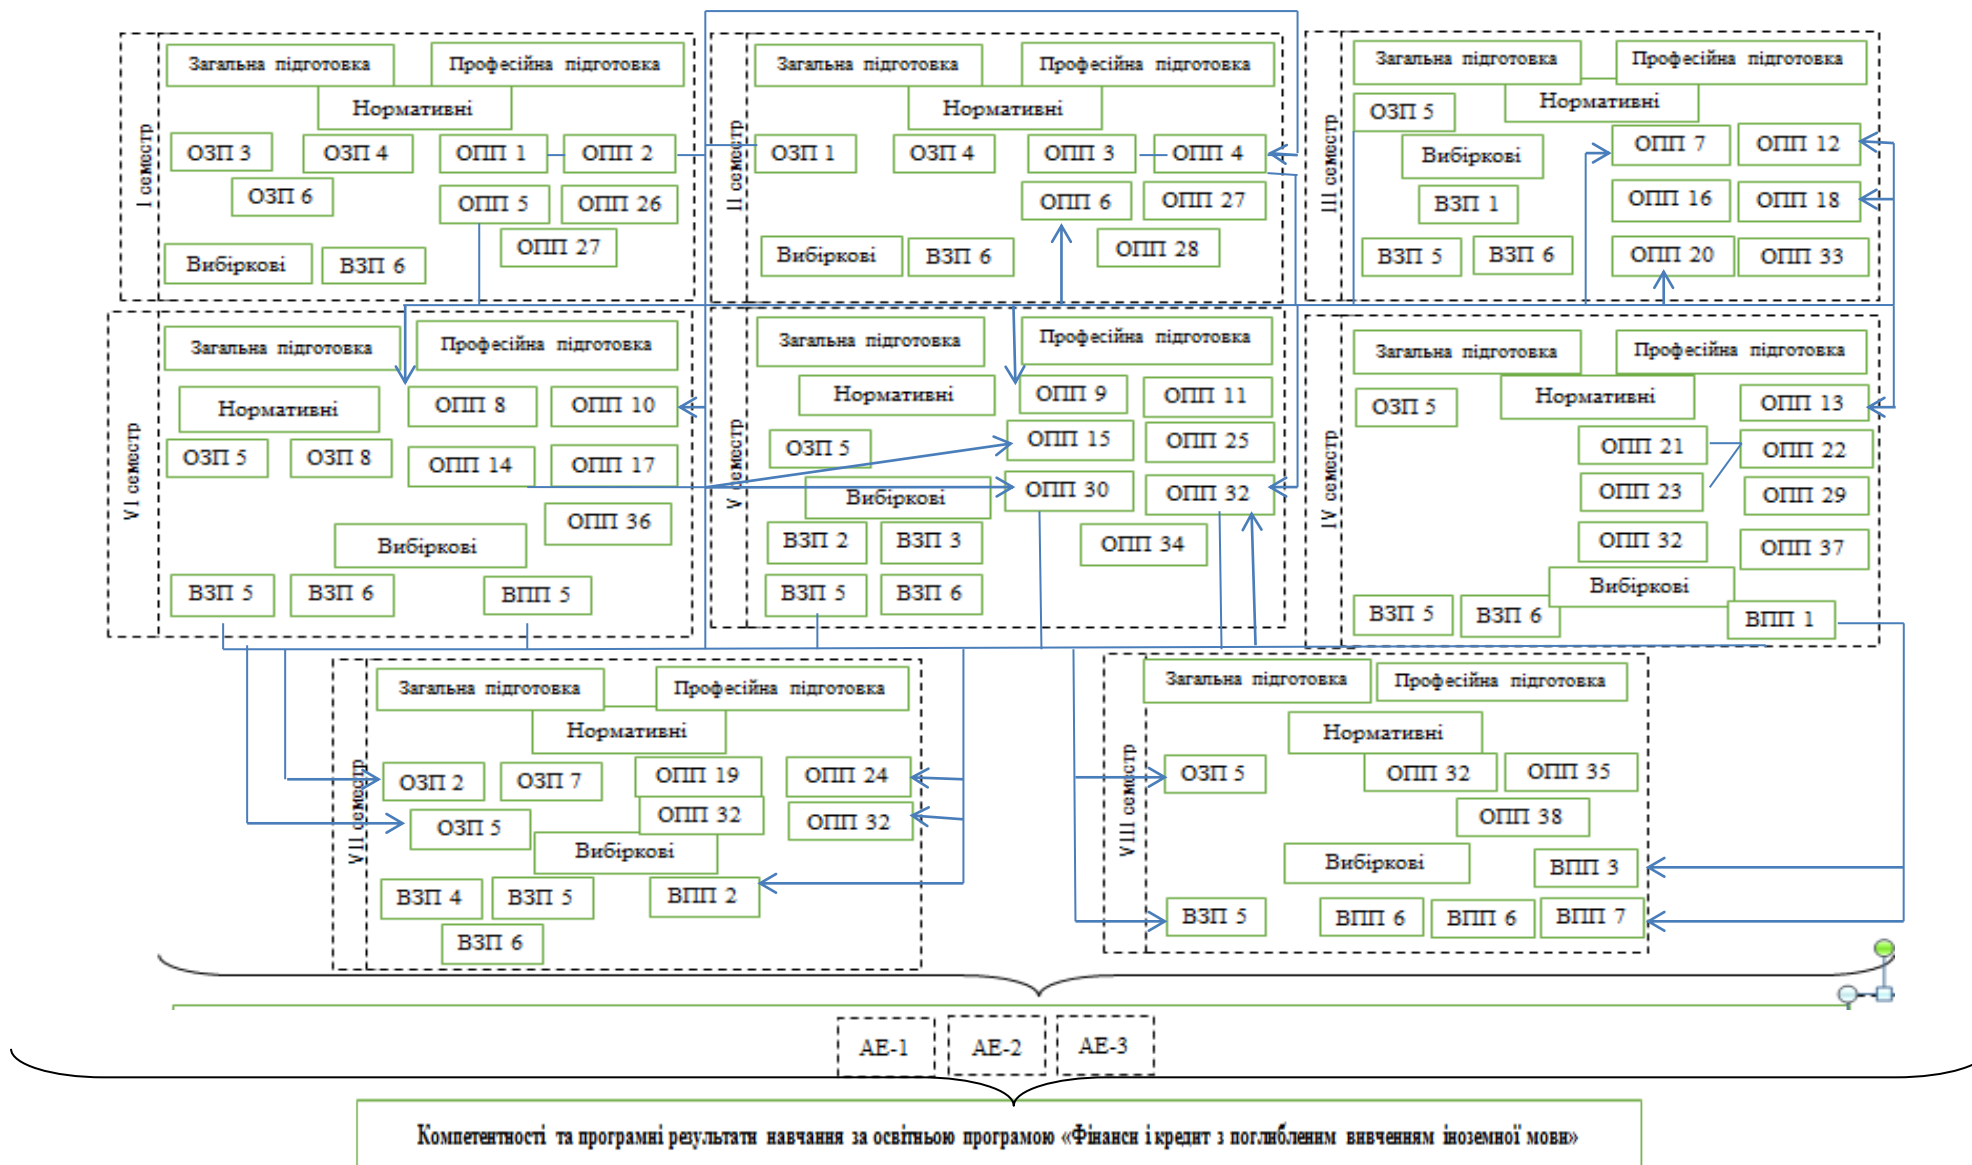 I семестр
Загальна підготовка
Професійна підготовка
Нормативні
ОЗП 3
ОЗП 4
ОПП 1
ОПП 2
ОЗП 6
ОПП 5
ОПП 26
ОПП 27
Вибіркові
ВЗП 6
II семестр
Загальна підготовка
Професійна підготовка
Нормативні
ОЗП 1
ОЗП 4
ОПП 3
ОПП 4
ОПП 6
ОПП 27
ОПП 28
Вибіркові
ВЗП 6
III семестр
Загальна підготовка
Професійна підготовка
Нормативні
ОЗП 5
ОПП 7
ОПП 12
Вибіркові
ВЗП 1
ОПП 16
ОПП 18
ВЗП 5
ВЗП 6
ОПП 20
ОПП 33
VI семестр
Загальна підготовка
Професійна підготовка
Нормативні
ОПП 8
ОПП 10
ОЗП 5
ОЗП 8
ОПП 14
ОПП 17
ОПП 36
Вибіркові
ВЗП 5
ВЗП 6
ВПП 5
V семестр
Загальна підготовка
Професійна підготовка
Нормативні
ОПП 9
ОПП 11
ОЗП 5
ОПП 15
ОПП 25
Вибіркові
ОПП 30
ОПП 32
ВЗП 2
ВЗП 3
ОПП 34
ВЗП 5
ВЗП 6
IV семестр
Загальна підготовка
Професійна підготовка
Нормативні
ОЗП 5
ОПП 13
ОПП 21
ОПП 22
ОПП 23
ОПП 29
ОПП 32
ОПП 37
Вибіркові
ВЗП 5
ВЗП 6
ВПП 1
VII семестр
Загальна підготовка
Професійна підготовка
Нормативні
ОЗП 2
ОЗП 7
ОПП 19
ОПП 24
ОЗП 5
ОПП 32
ОПП 32
Вибіркові
ВЗП 4
ВЗП 5
ВПП 2
ВЗП 6
VIII семестр
Загальна підготовка
Професійна підготовка
Нормативні
ОЗП 5
ОПП 32
ОПП 35
ОПП 38
Вибіркові
ВПП 3
ВЗП 5
ВПП 6
ВПП 6
ВПП 7
АЕ-1
АЕ-2
АЕ-3
Компетентності та програмні результати навчання за освітньою програмою «Фінанси і кредит з поглибленим вивченням іноземної мови»